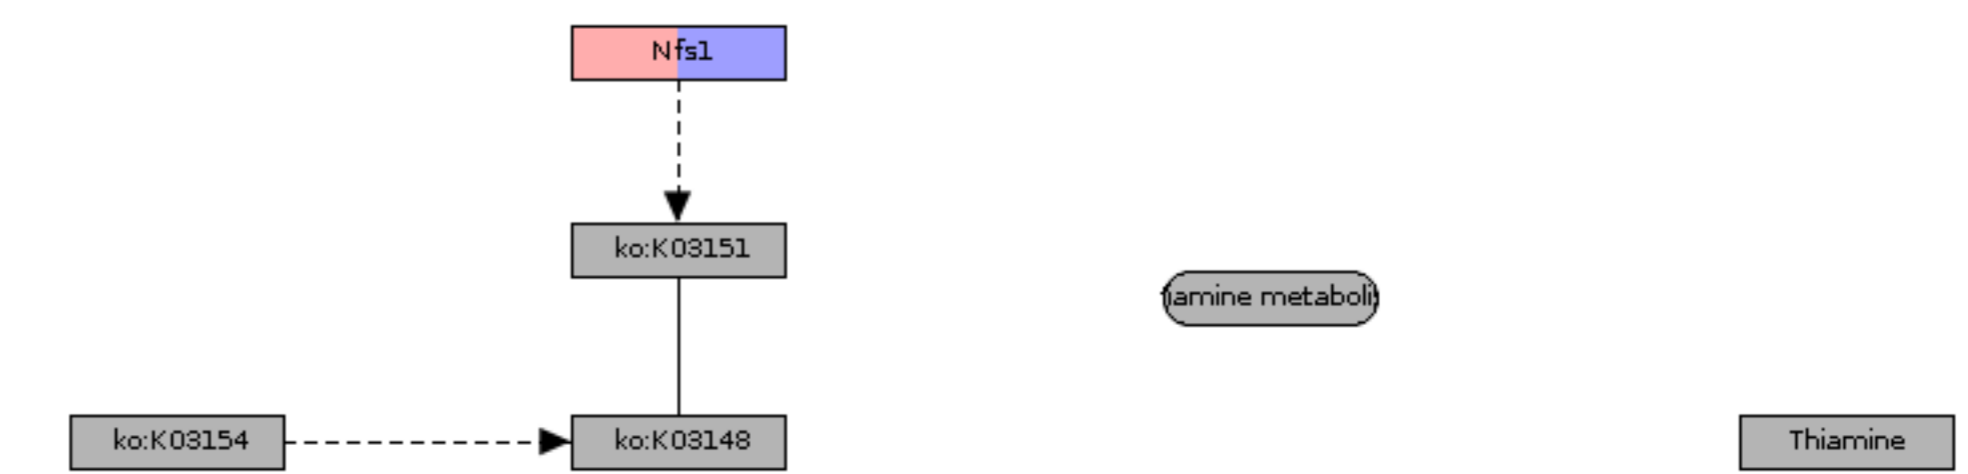 Nfs1
ko:K03151
iamine metaboli
ko:K03154
ko:K03148
Thiamine